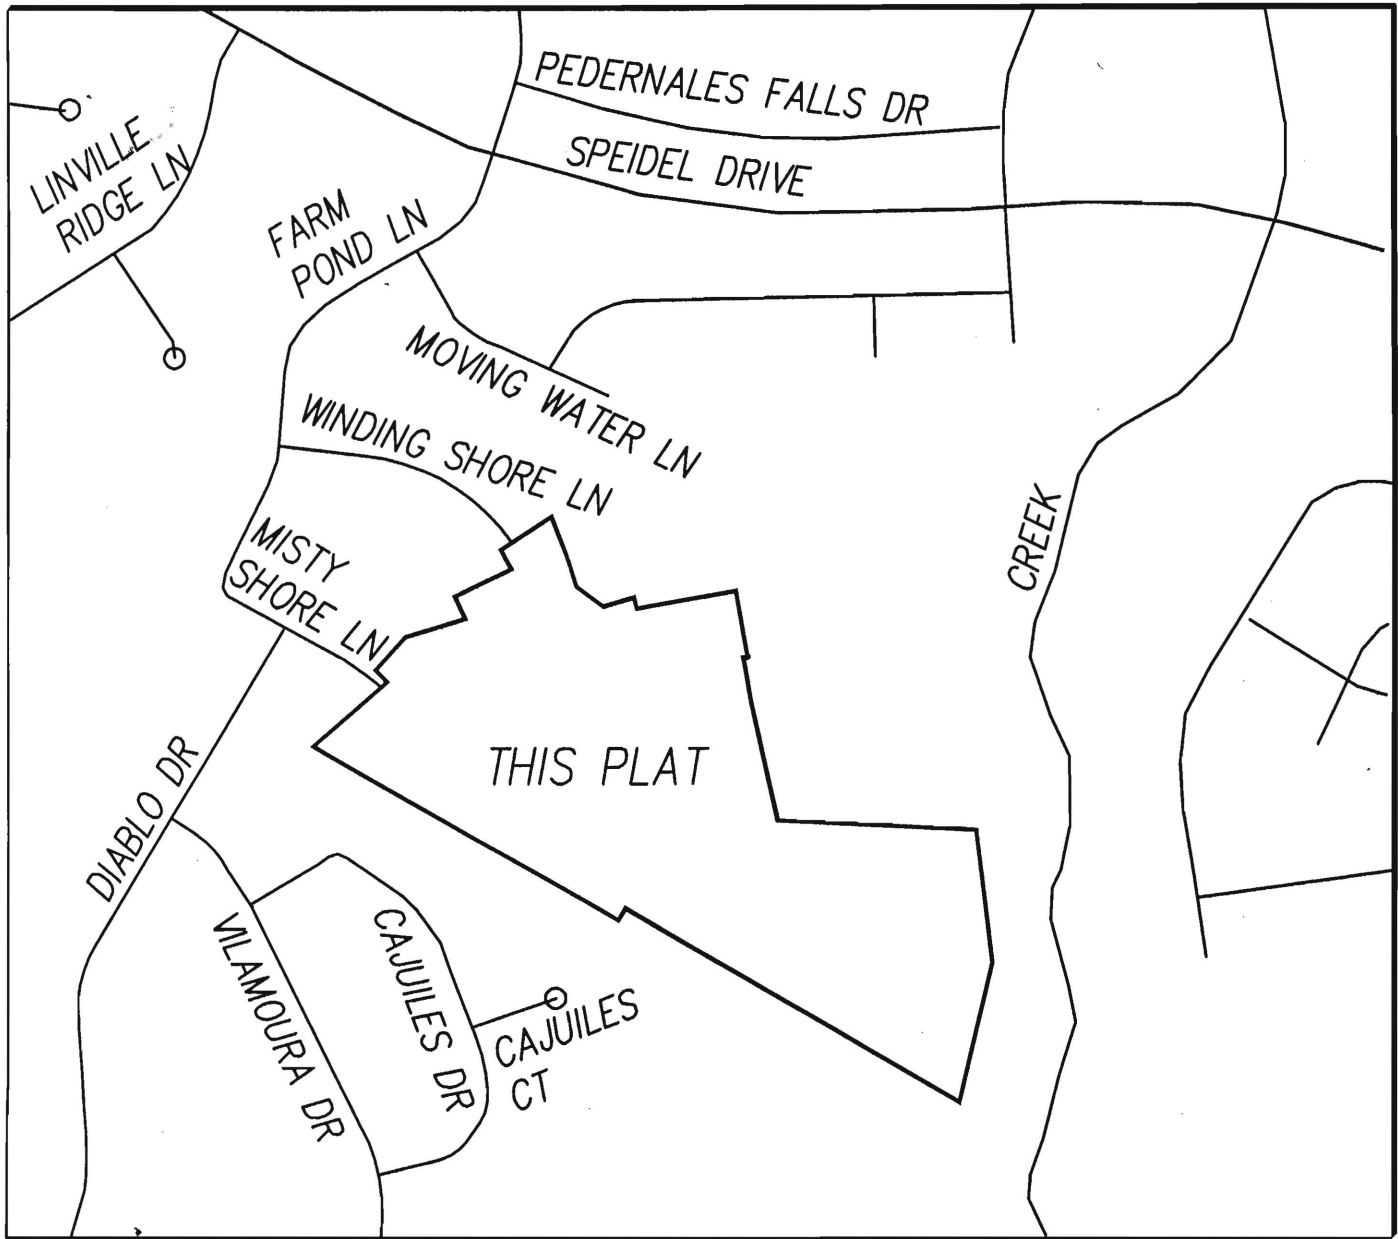 PEDERNALES FALLS DR
SPEIDEL DRIVE
LINVILLE
RIDGE LN
FARM
POND LN
MOVING WATER LN
WINDING SHORE LN
MISTY
SHORE LN
CREEK
THIS PLAT
DIABLO DR
VILAMOURA DR
CAJUILES DR
CAJUILES
CT